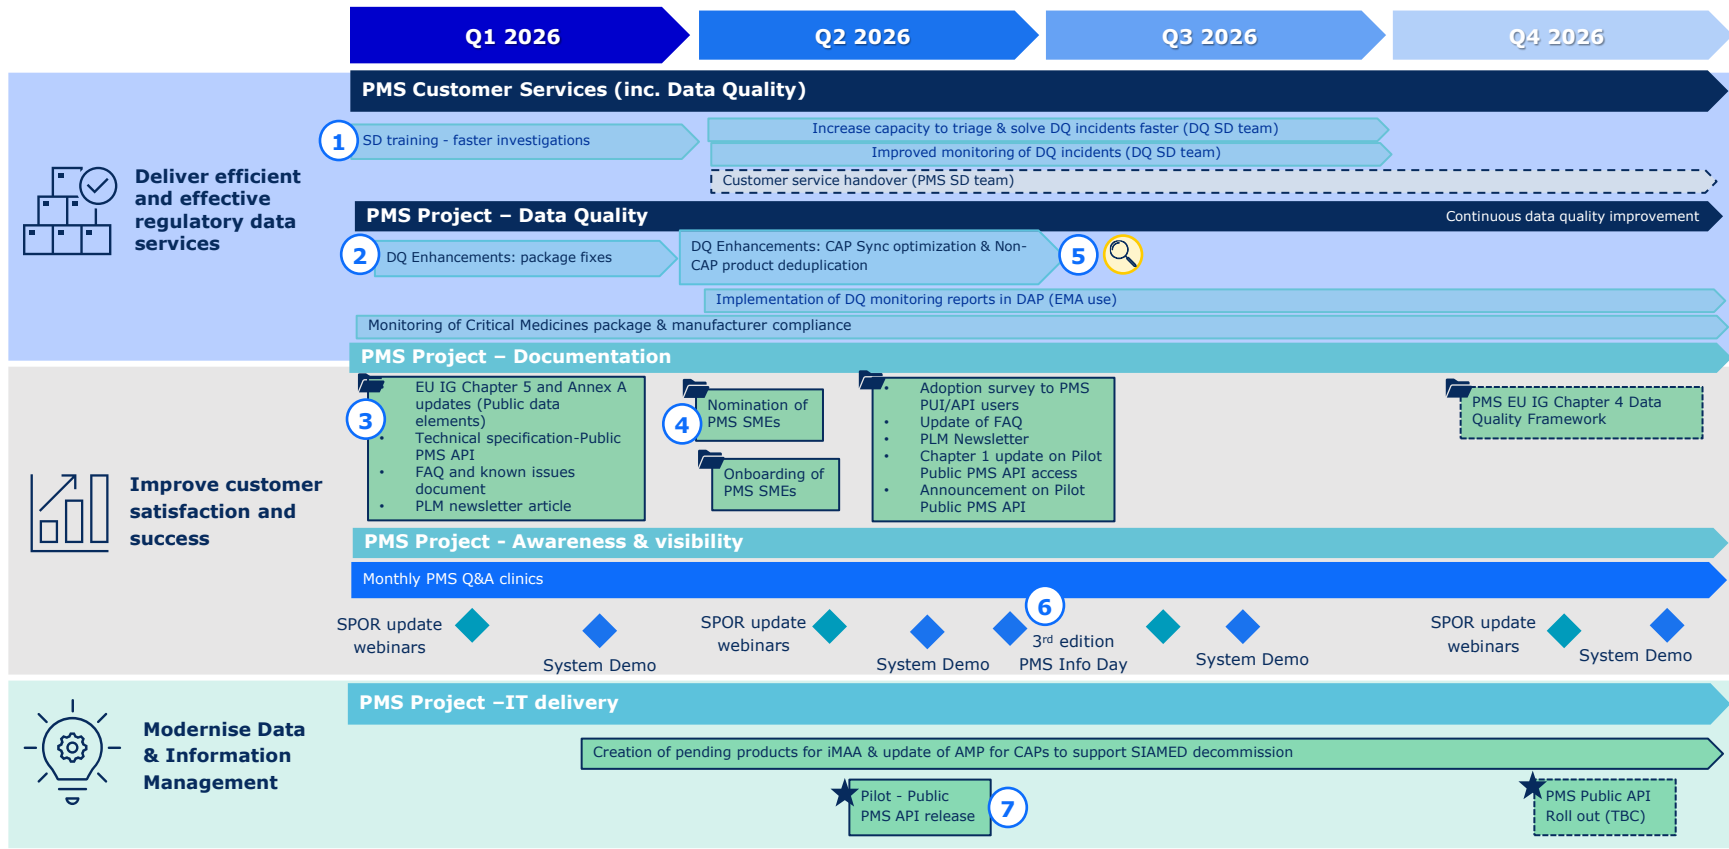 Q1 2026
Q2 2026
Q3 2026
Q4 2026
Deliver efficient
and effective
regulatory data
services
PMS Customer Services (inc. Data Quality)
1
SD training - faster investigations
Increase capacity to triage & solve DQ incidents faster (DQ SD team)
Improved monitoring of DQ incidents (DQ SD team)
Customer service handover (PMS SD team)
PMS Project – Data Quality
Continuous data quality improvement
2
DQ Enhancements: package fixes
DQ Enhancements: CAP Sync optimization & Non-
CAP product deduplication
5
Implementation of DQ monitoring reports in DAP (EMA use)
Monitoring of Critical Medicines package & manufacturer compliance
Improve customer
satisfaction and
success
PMS Project – Documentation
3
• EU IG Chapter 5 and Annex A
updates (Public data
elements)
• Technical specification-Public
PMS API
• FAQ and known issues
document
• PLM newsletter article
4
Nomination of
PMS SMEs
Onboarding of
PMS SMEs
• Adoption survey to PMS
PUI/API users
• Update of FAQ
• PLM Newsletter
• Chapter 1 update on Pilot
Public PMS API access
• Announcement on Pilot
Public PMS API
PMS EU IG Chapter 4 Data
Quality Framework
PMS Project - Awareness & visibility
Monthly PMS Q&A clinics
SPOR update
webinars
System Demo
SPOR update
webinars
System Demo
6
3rd edition
PMS Info Day
System Demo
SPOR update
webinars
System Demo
Modernise Data
& Information
Management
PMS Project –IT delivery
Creation of pending products for iMAA & update of AMP for CAPs to support SIAMED decommission
Pilot - Public
PMS API release
7
PMS Public API
Roll out (TBC)